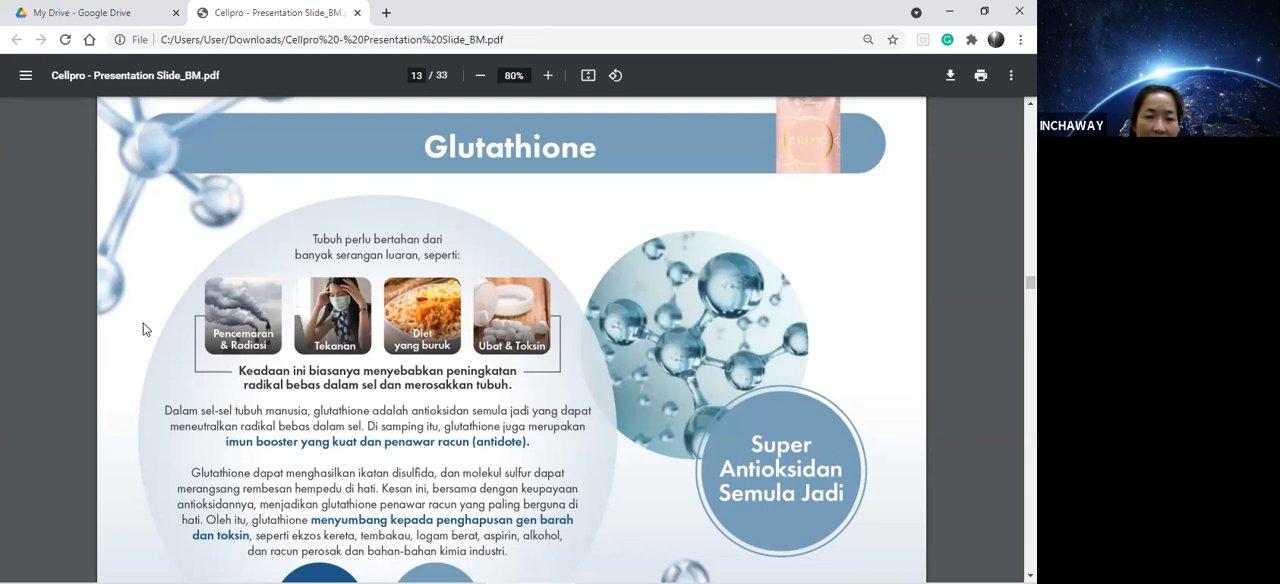 My Drive - Google Drive
Cellpro - Presentation Slide_BM.
File
C:/Users/User/Downloads/Cellpro%20-%20Presentation%20Slide_BM.pdf
Cellpro - Presentation Slide_BM.pdf
13 / 33
80%
INCHAWAY
Glutathione
CELLPRO
Tubuh perlu bertahan dari
banyak serangan luaran, seperti:
Pencemaran
& Radiasi
Tekanan
Diet
yang buruk
Ubat & Toksin
Keadaan ini biasanya menyebabkan peningkatan
radikal bebas dalam sel dan merosakkan tubuh.
Dalam sel-sel tubuh manusia, glutathione adalah antioksidan semula jadi yang dapat
meneutralkan radikal bebas dalam sel. Di samping itu, glutathione juga merupakan
imun booster yang kuat dan penawar racun (antidote).
Glutathione dapat menghasilkan ikatan disulfida, dan molekul sulfur dapat
merangsang rembesan hempedu di hati. Kesan ini, bersama dengan keupayaan
antioksidannya, menjadikan glutathione penawar racun yang paling berguna di
hati. Oleh itu, glutathione menyumbang kepada penghapusan gen barah
dan toksin, seperti ekzos kereta, tembakau, logam berat, aspirin, alkohol,
dan racun perosak dan bahan-bahan kimia industri.
Super
Antioksidan
Semula Jadi